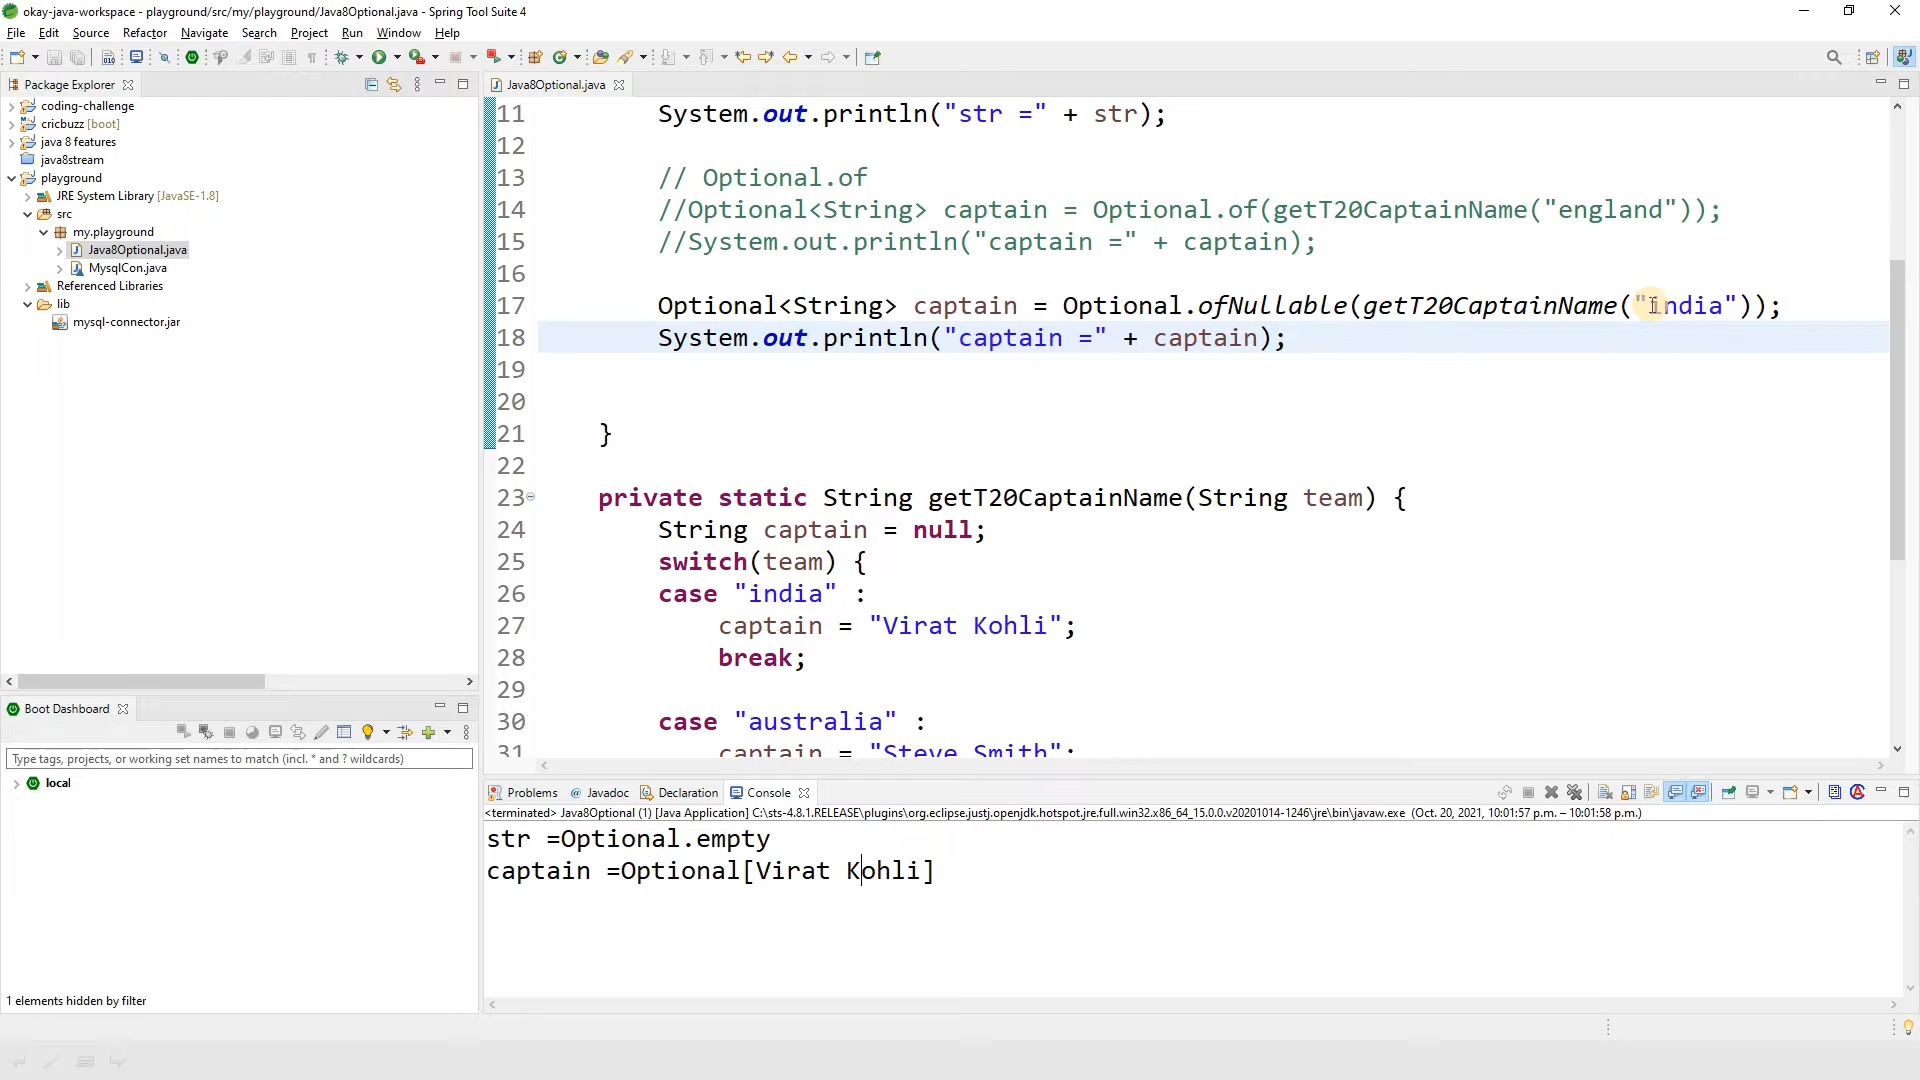 okay-java-workspace - playground/src/my/playground/Java8Optional.java - Spring Tool Suite 4
File Edit Source Refactor Navigate Search Project Run Window Help
Package Explorer
coding-challenge
cricbuzz [boot]
java 8 features
java8stream
playground
JRE System Library [JavaSE-1.8]
src
my.playground
Java8Optional.java
MysqlCon.java
Referenced Libraries
lib
mysql-connector.jar
Boot Dashboard
Type tags, projects, or working set names to match (incl. * and ? wildcards)
local
1 elements hidden by filter
Java8Optional.java
11 System.out.println("str =" + str);
12
13 // Optional.of
14 //Optional<String> captain = Optional.of(getT20CaptainName("england"));
15 //System.out.println("captain =" + captain);
16
17 Optional<String> captain = Optional.ofNullable(getT20CaptainName("india"));
18 System.out.println("captain =" + captain);
19
20
21 }
22
23 private static String getT20CaptainName(String team) {
24 String captain = null;
25 switch(team) {
26 case "india" :
27 captain = "Virat Kohli";
28 break;
29
30 case "australia" :
31 captain = "Steve Smith";
Problems @ Javadoc Declaration Console
<terminated> Java8Optional (1) [Java Application] C:\sts-4.8.1.RELEASE\plugins\org.eclipse.justj.openjdk.hotspot.jre.full.win32.x86_64_15.0.0.v20201014-1246\jre\bin\javaw.exe (Oct. 20, 2021, 10:01:57 p.m. – 10:01:58 p.m.)
str =Optional.empty
captain =Optional[Virat Kohli]